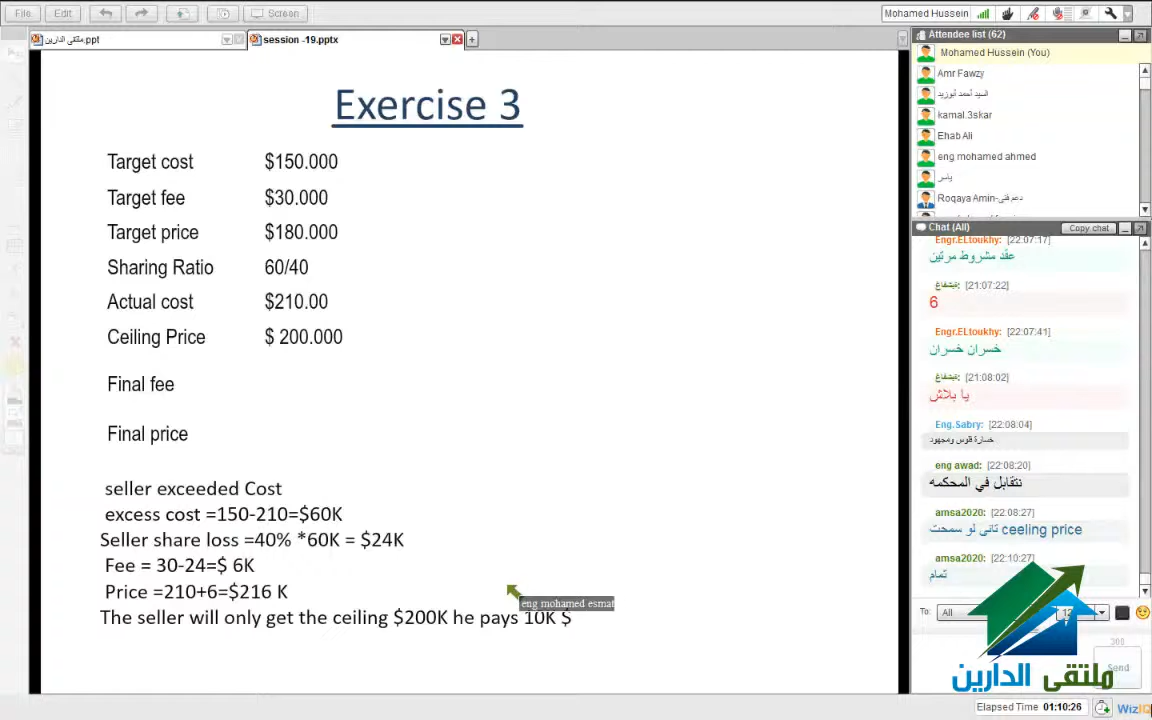 File
Edit
Screen
Mohamed Hussein
ملتقى الدارين.ppt
session -19.pptx
Attendee list (62)
Mohamed Hussein (You)
Amr Fawzy
السيد أحمد أبوزيد
kamal.3skar
Ehab Ali
eng mohamed ahmed
ياسر
Roqaya Amin-دعم فنى
Exercise 3
Target cost $150.000
Target fee $30.000
Target price $180.000
Sharing Ratio 60/40
Actual cost $210.00
Ceiling Price $ 200.000
Final fee
Final price
seller exceeded Cost
excess cost =150-210=$60K
Seller share loss =40% *60K = $24K
Fee = 30-24=$ 6K
Price =210+6=$216 K
The seller will only get the ceiling $200K he pays 10K $
eng mohamed esmat
Chat (All)
Copy chat
Engr.ELtoukhy: [22:07:17]
عقد مشروط مرتين
[21:07:22]
6
Engr.ELtoukhy: [22:07:41]
خسران خسران
[21:08:02]
يا بلاش
Eng.Sabry: [22:08:04]
خسارة فلوس ومجهود
eng awad: [22:08:20]
نتقابل في المحكمه
amsa2020: [22:08:27]
تانى لو سمحت ceeling price
amsa2020: [22:10:27]
تمام
To: All
Send
ملتقى الدارين
Elapsed Time 01:10:26
WizIQ